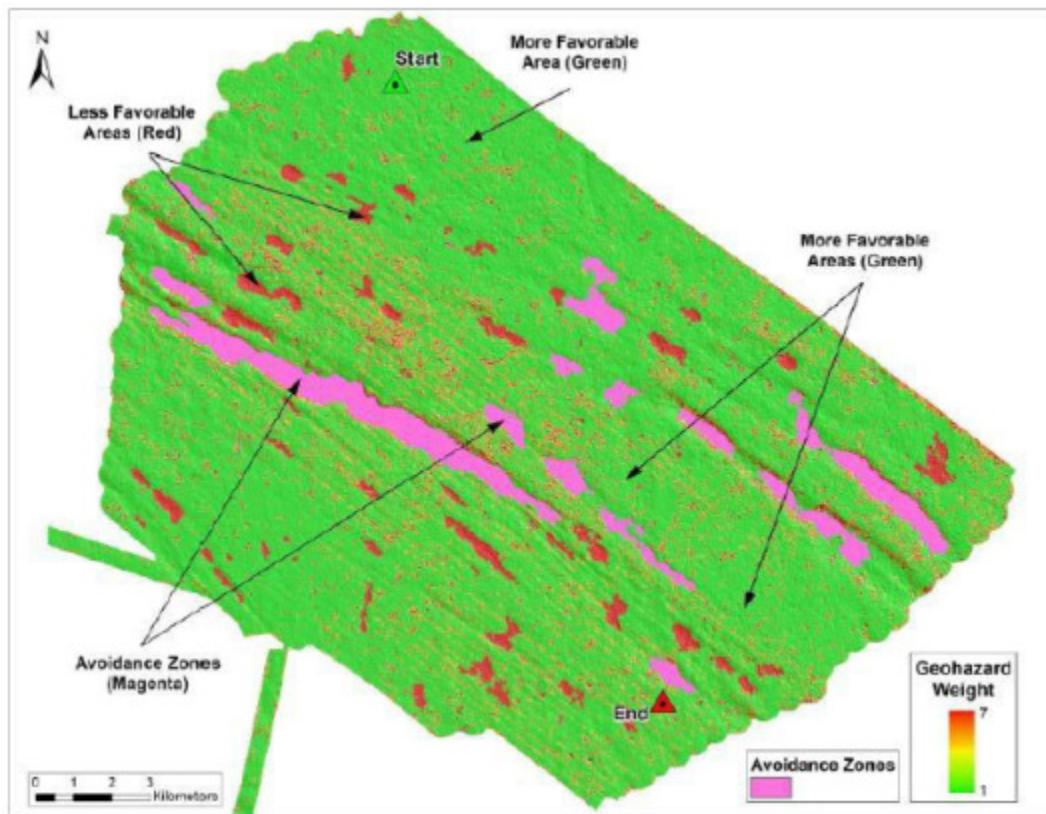 N
Start
More Favorable
Area (Green)
Less Favorable
Areas (Red)
More Favorable
Areas (Green)
Avoidance Zones
(Magenta)
End
Geohazard
Weight
7
1
Avoidance Zones
0 1 2 3
Kilometers